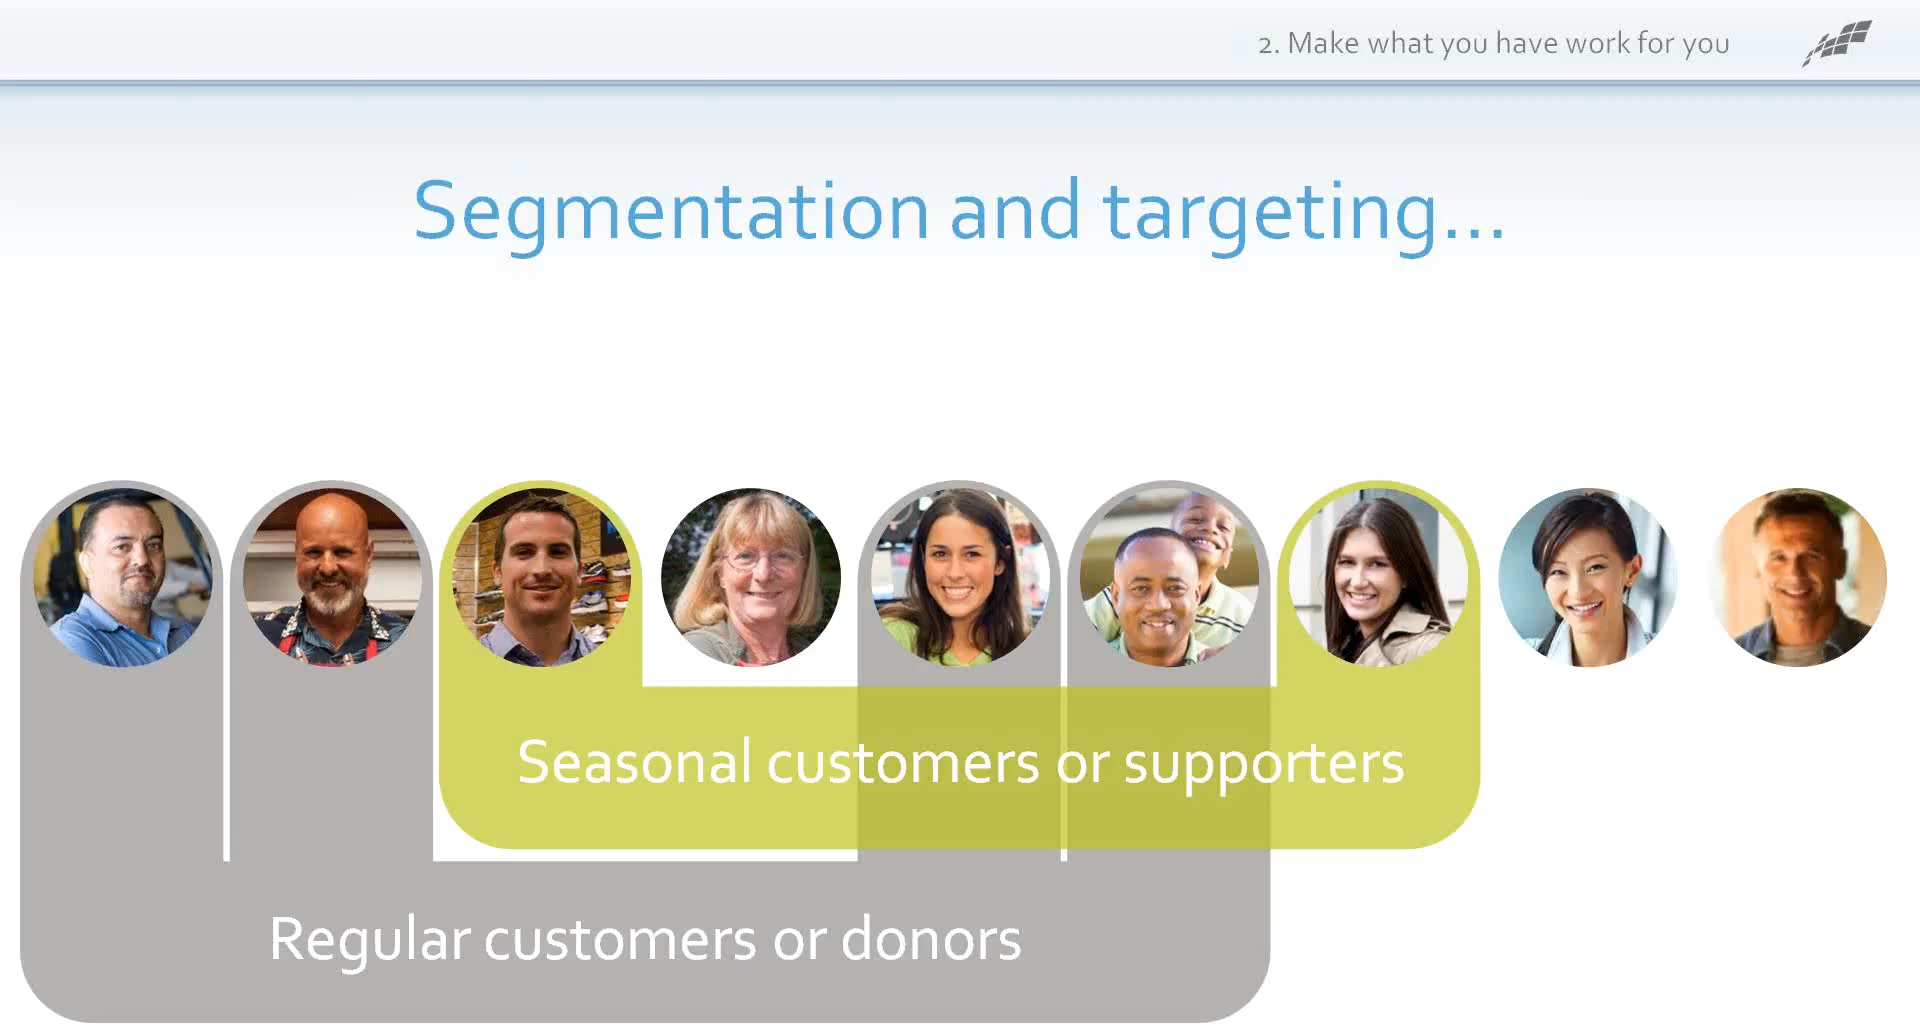 2. Make what you have work for you
Segmentation and targeting...
Seasonal customers or supporters
Regular customers or donors